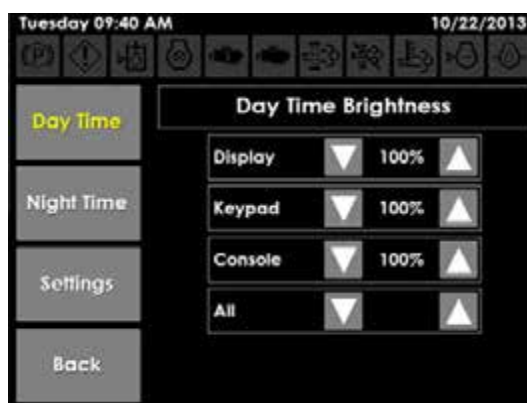 Tuesday 09:40 AM 10/22/2013
(P)
Day Time
Night Time
Settings
Back
Day Time Brightness
Display 100%
Keypad 100%
Console 100%
All